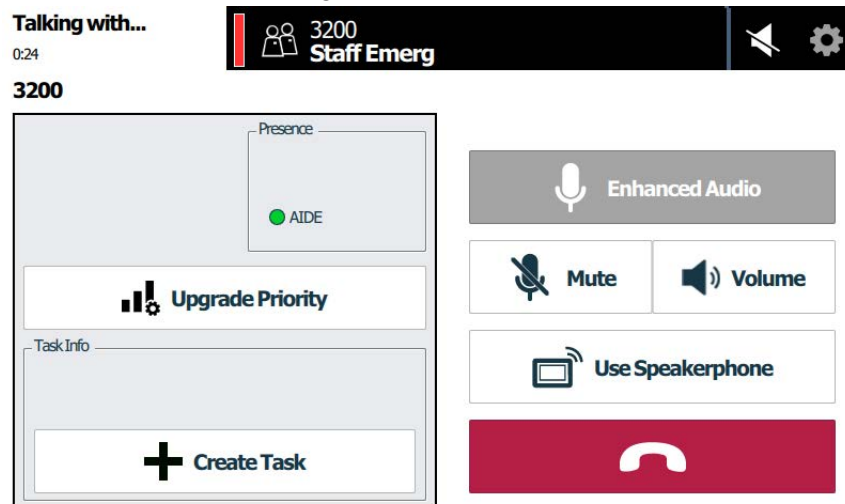 Talking with...
0:24
3200
Staff Emerg
3200
Presence
AIDE
Upgrade Priority
Task Info
Create Task
Enhanced Audio
Mute
Volume
Use Speakerphone